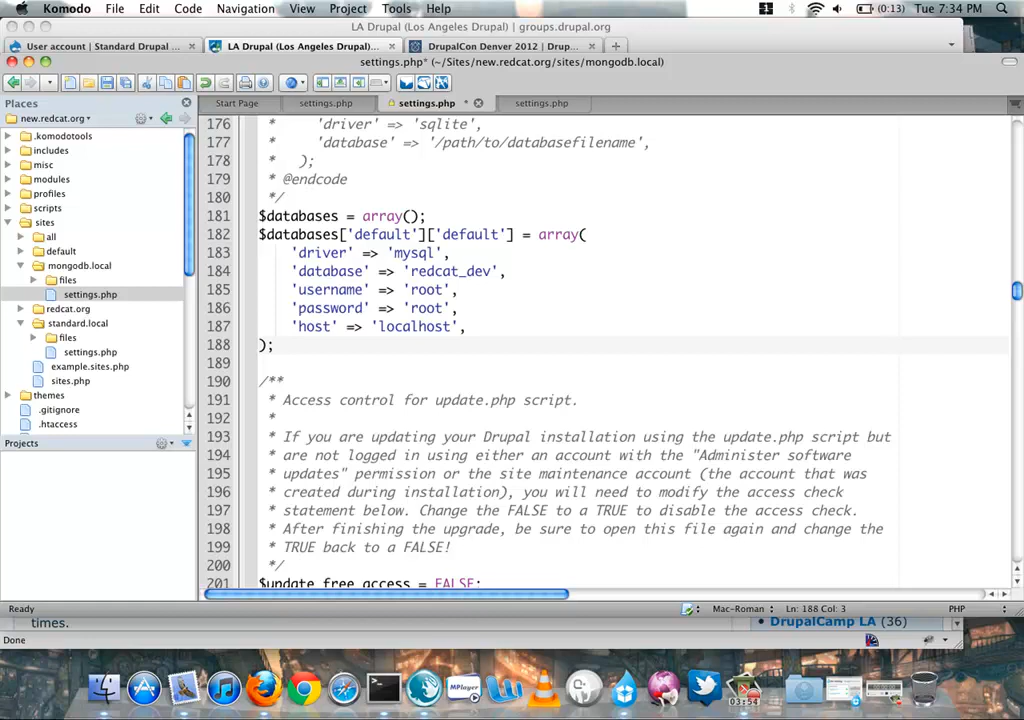 Komodo File Edit Code Navigation View Project Tools Help (0:13) Tue 7:34 PM
LA Drupal (Los Angeles Drupal) | groups.drupal.org
User account | Standard Drupal ... LA Drupal (Los Angeles Drupal)... DrupalCon Denver 2012 | Drup...
settings.php* (~/Sites/new.redcat.org/sites/mongodb.local)
Places
Start Page settings.php settings.php * settings.php
new.redcat.org
.komodotools
includes
misc
modules
profiles
scripts
sites
all
default
mongodb.local
files
settings.php
redcat.org
standard.local
files
settings.php
example.sites.php
sites.php
themes
.gitignore
.htaccess
Projects
176 * 'driver' => 'sqlite',
177 * 'database' => '/path/to/databasefilename',
178 * );
179 * @endcode
180 */
181 $databases = array();
182 $databases['default']['default'] = array(
183 'driver' => 'mysql',
184 'database' => 'redcat_dev',
185 'username' => 'root',
186 'password' => 'root',
187 'host' => 'localhost',
188 );
189
190 /**
191 * Access control for update.php script.
192 *
193 * If you are updating your Drupal installation using the update.php script but
194 * are not logged in using either an account with the "Administer software
195 * updates" permission or the site maintenance account (the account that was
196 * created during installation), you will need to modify the access check
197 * statement below. Change the FALSE to a TRUE to disable the access check.
198 * After finishing the upgrade, be sure to open this file again and change the
199 * TRUE back to a FALSE!
200 */
201 $update_free_access = FALSE;
Ready Mac-Roman Ln: 188 Col: 3 PHP
times. • DrupalCamp LA (36)
Done
MPlayer
03:54